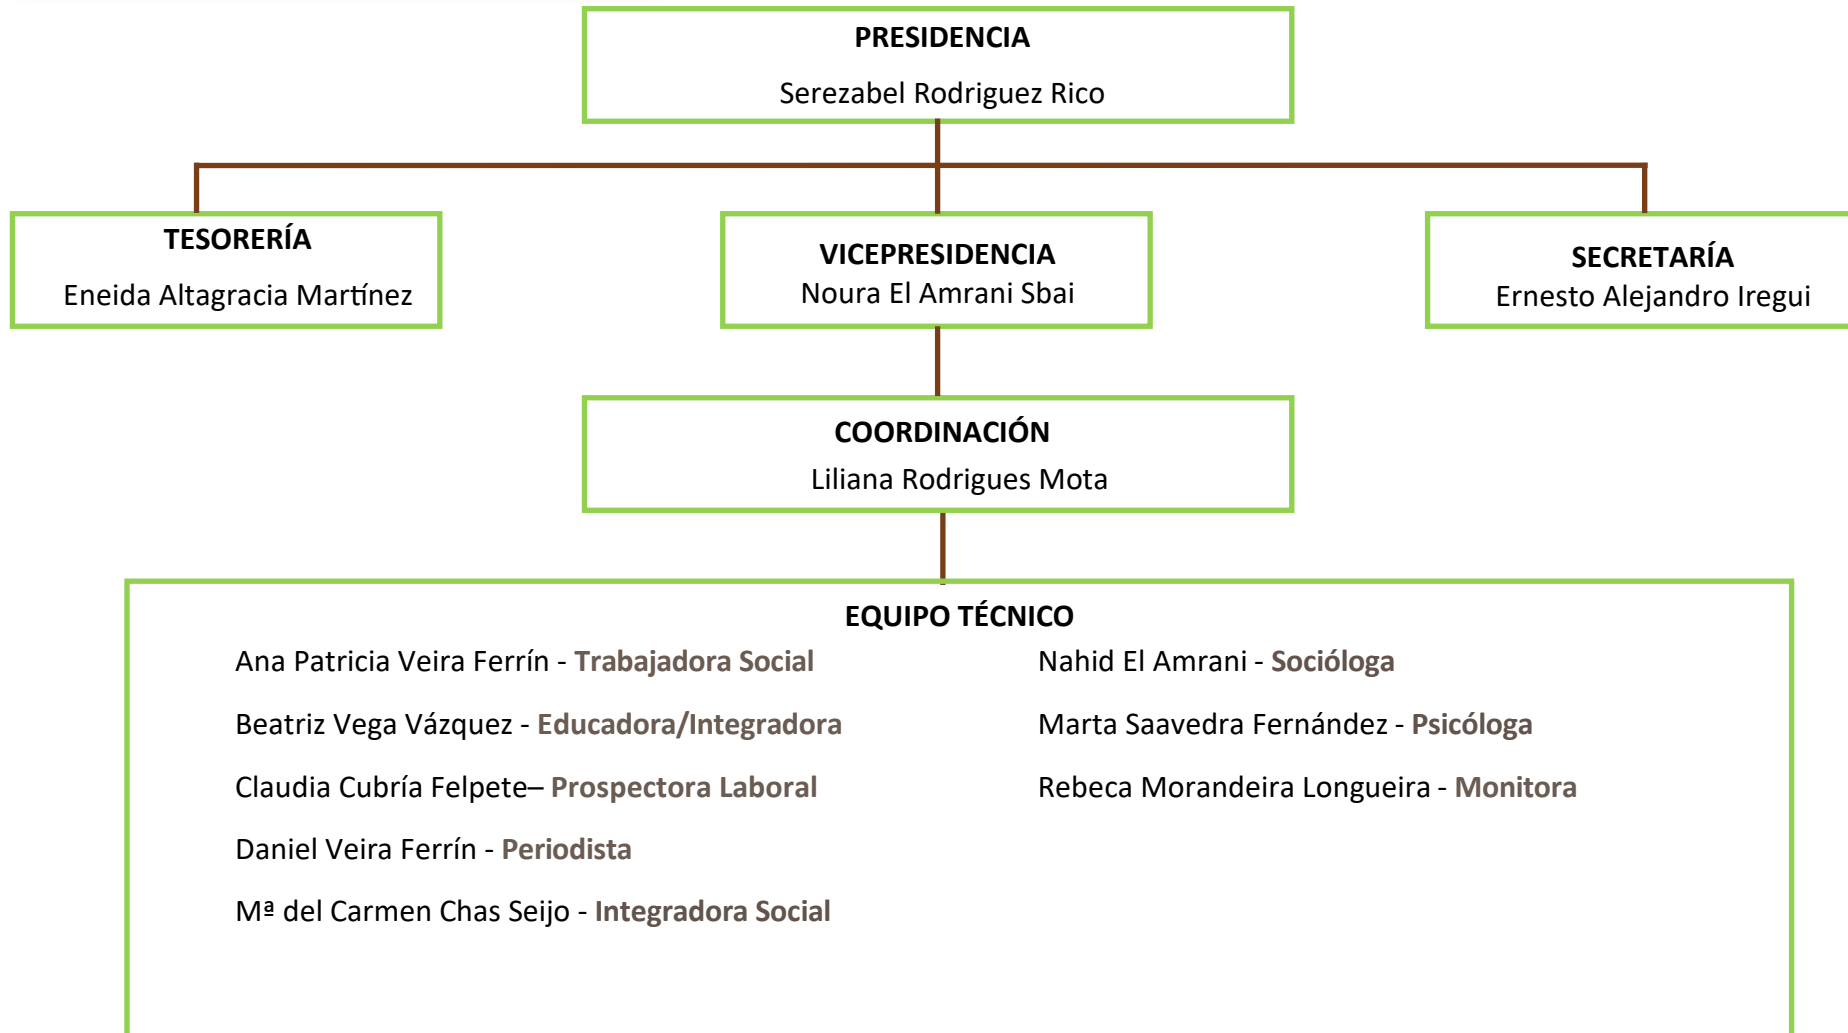 PRESIDENCIA
Serezabel Rodriguez Rico
TESORERÍA
Eneida Altagracia Martínez
VICEPRESIDENCIA
Noura El Amrani Sbai
SECRETARÍA
Ernesto Alejandro Iregui
COORDINACIÓN
Liliana Rodrigues Mota
EQUIPO TÉCNICO
Ana Patricia Veira Ferrín - Trabajadora Social
Beatriz Vega Vázquez - Educadora/Integradora
Claudia Cubría Felpete– Prospectora Laboral
Daniel Veira Ferrín - Periodista
Mª del Carmen Chas Seijo - Integradora Social
Nahid El Amrani - Socióloga
Marta Saavedra Fernández - Psicóloga
Rebeca Morandeira Longueira - Monitora